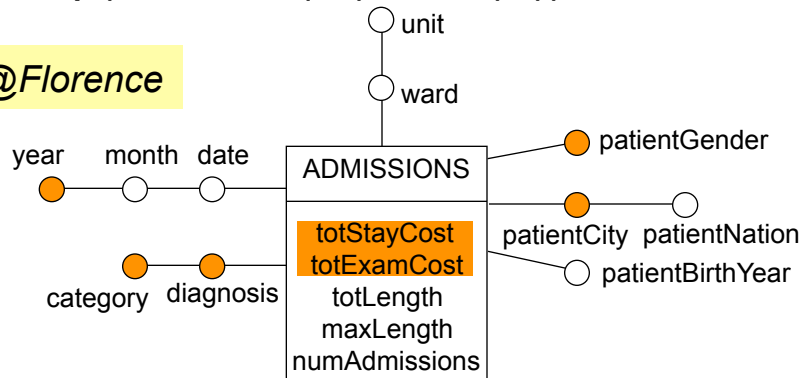 unit
@Florence
ward
year month date
ADMISSIONS
patientGender
totStayCost
patientCity patientNation
totExamCost
category diagnosis
patientBirthYear
totLength
maxLength
numAdmissions